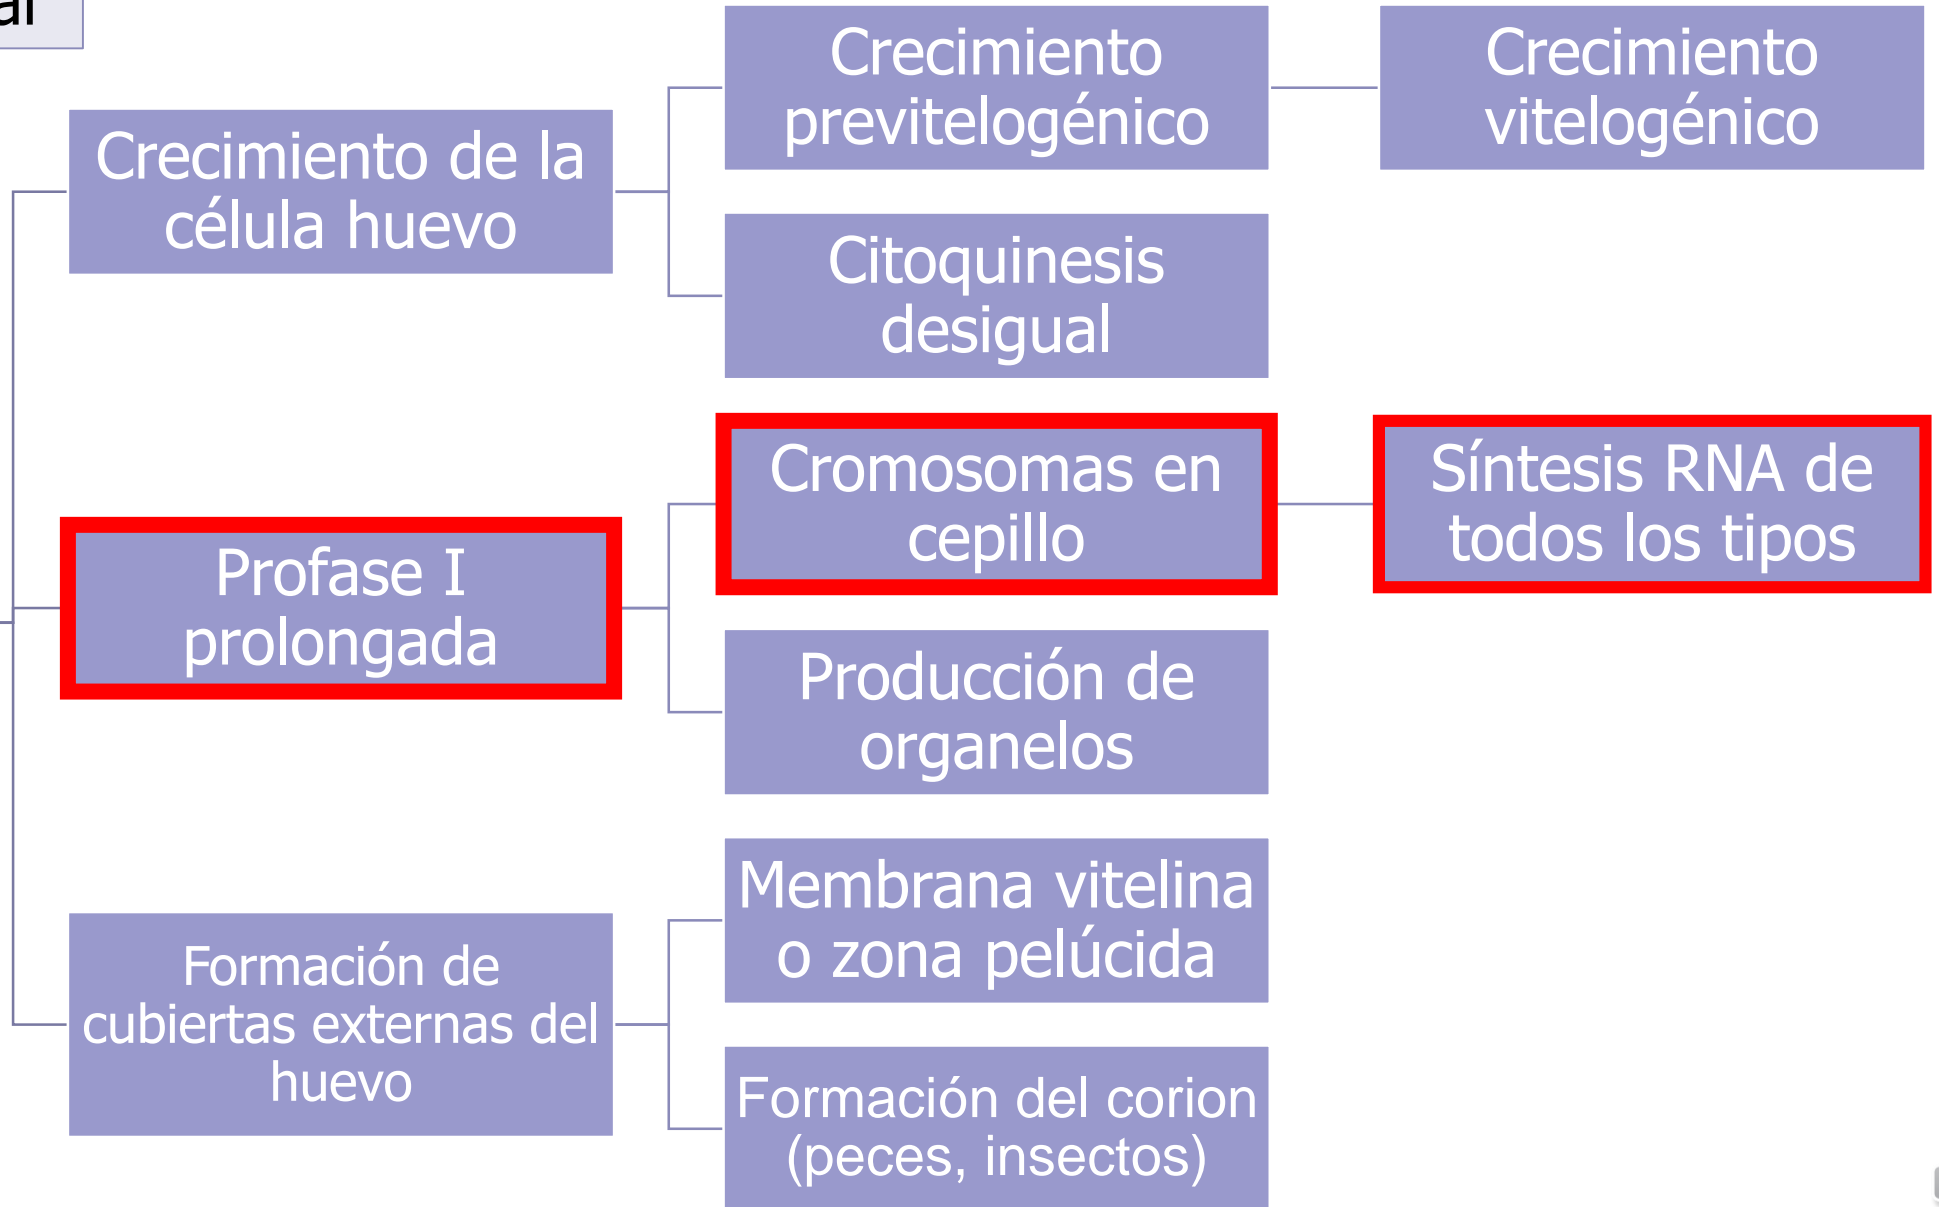 Crecimiento de la
célula huevo
Crecimiento
previtelogénico
Crecimiento
vitelogénico
Citoquinesis
desigual
Profase I
prolongada
Cromosomas en
cepillo
Síntesis RNA de
todos los tipos
Producción de
organelos
Formación de
cubiertas externas del
huevo
Membrana vitelina
o zona pelúcida
Formación del corion
(peces, insectos)